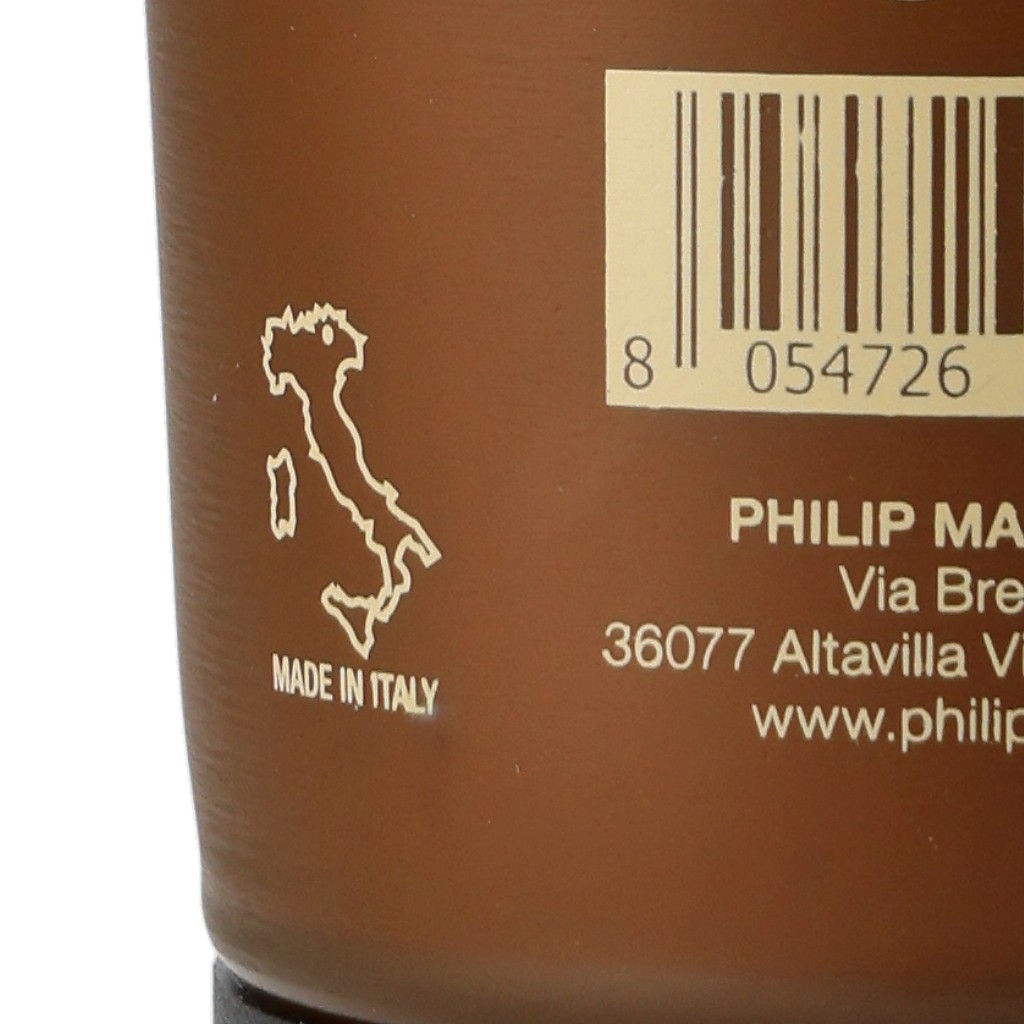 8 054726
PHILIP MA
Via Bre
36077 Altavilla Vi
www.philip
MADE IN ITALY